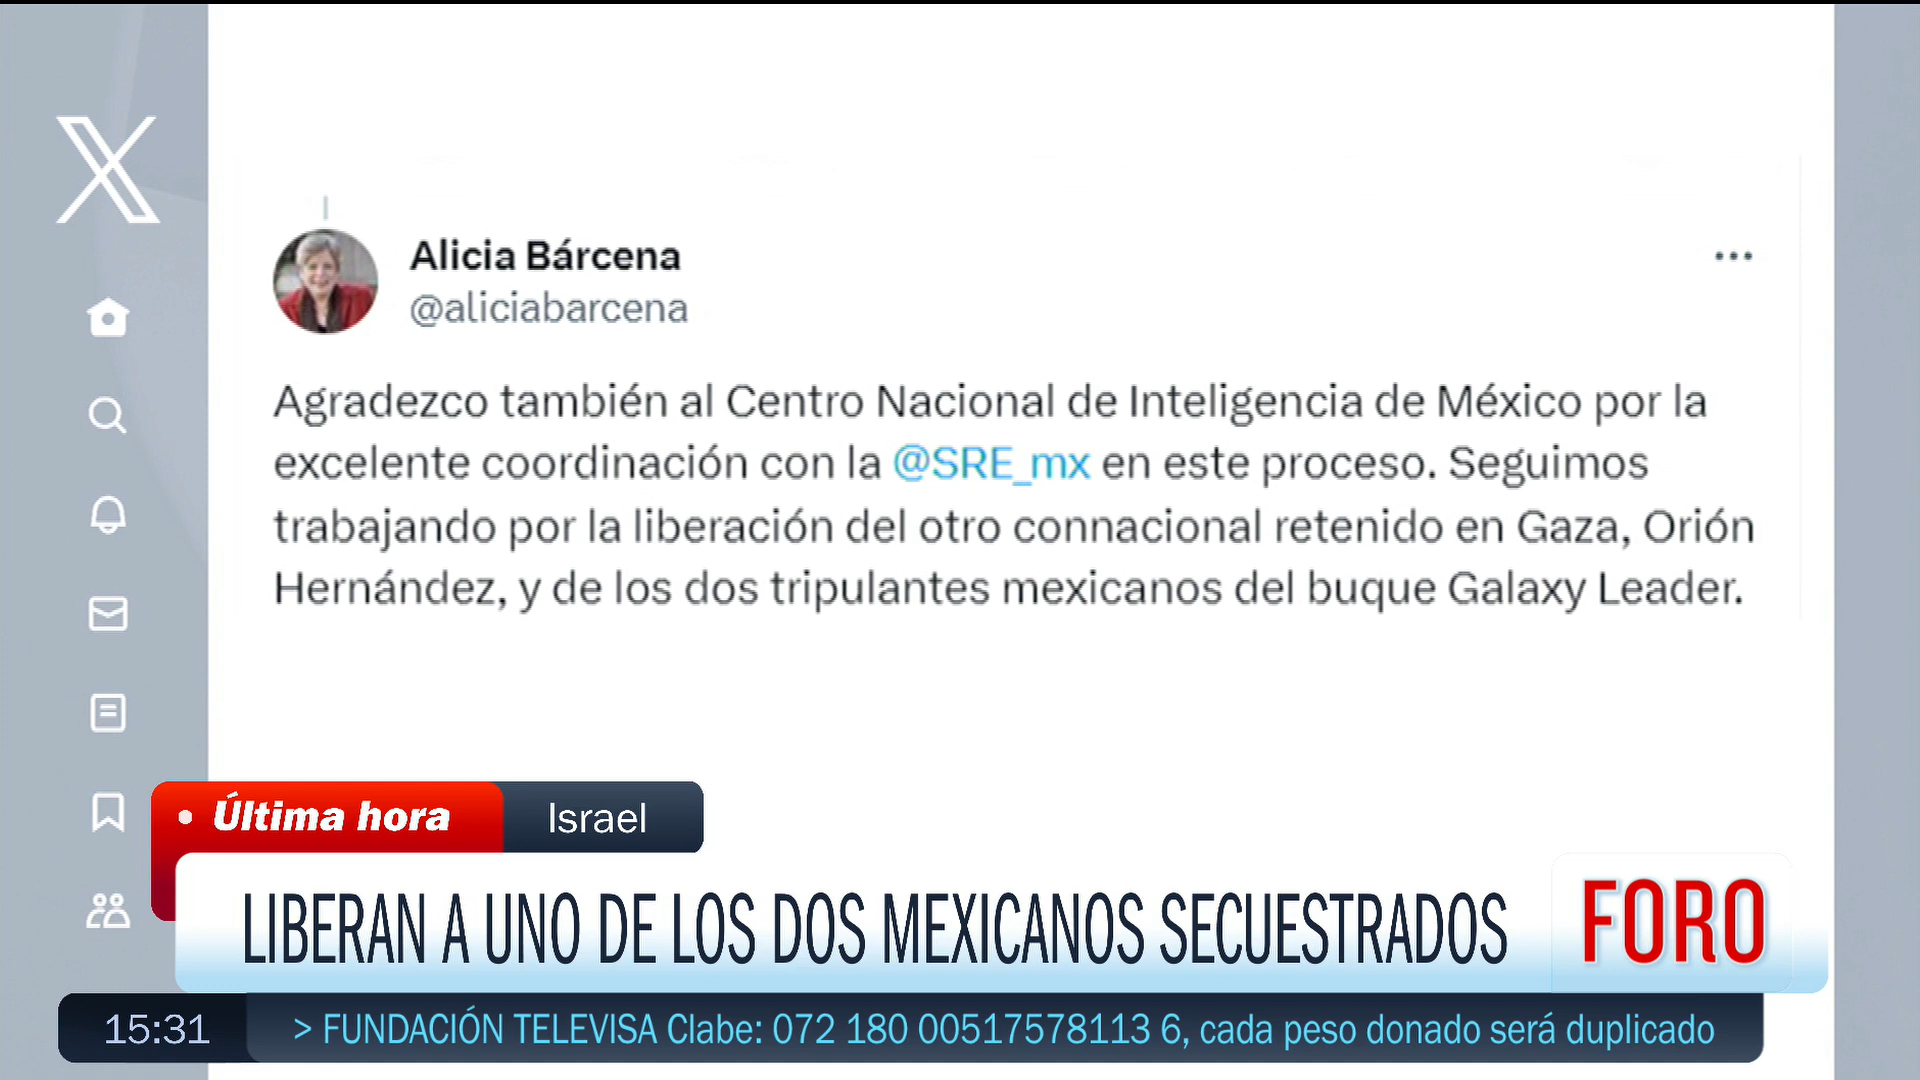 Alicia Bárcena
@aliciabarcena
Agradezco también al Centro Nacional de Inteligencia de México por la
excelente coordinación con la @SRE_mx en este proceso. Seguimos
trabajando por la liberación del otro connacional retenido en Gaza, Orión
Hernández, y de los dos tripulantes mexicanos del buque Galaxy Leader.
• Última hora
Israel
LIBERAN A UNO DE LOS DOS MEXICANOS SECUESTRADOS
FORO
15:31
> FUNDACIÓN TELEVISA Clabe: 072 180 00517578113 6, cada peso donado será duplicado